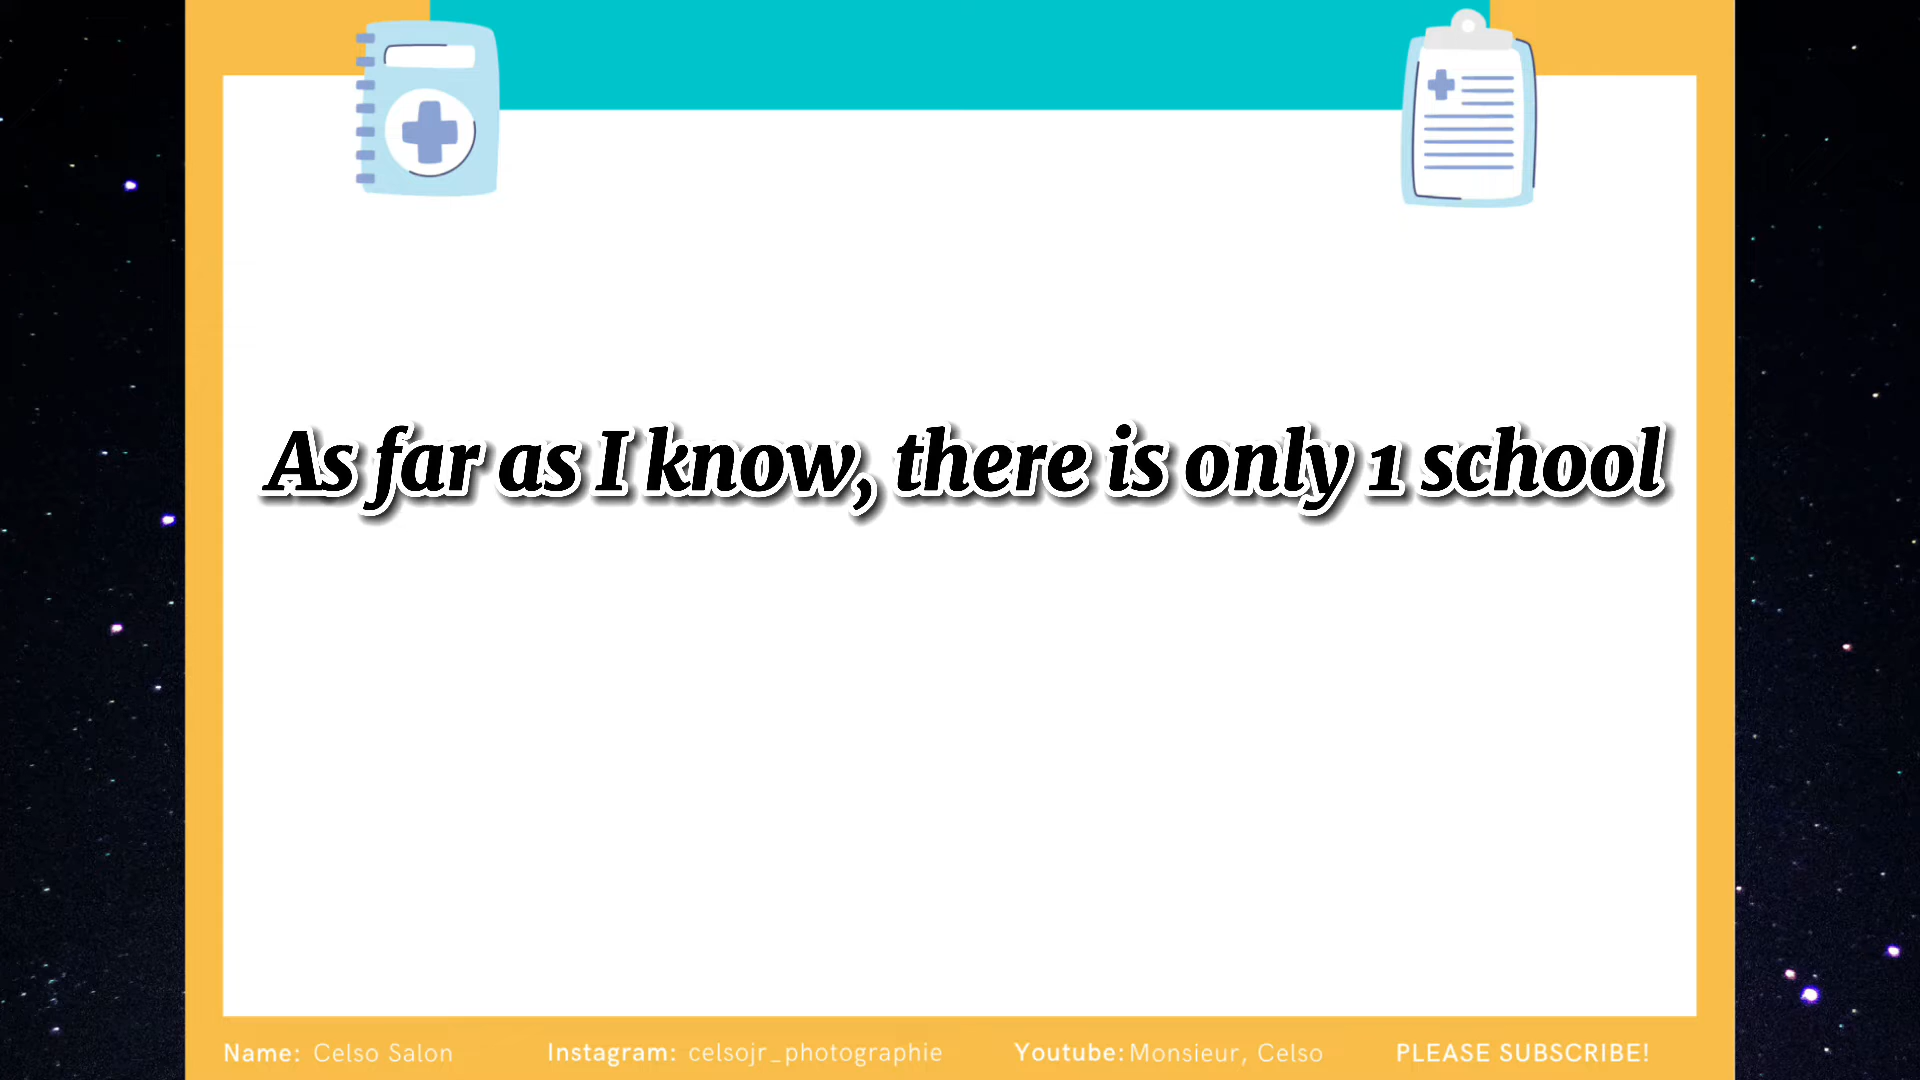 As far as I know, there is only 1 school
Name: Celso Salon Instagram: celsojr_photographie Youtube: Monsieur, Celso PLEASE SUBSCRIBE!